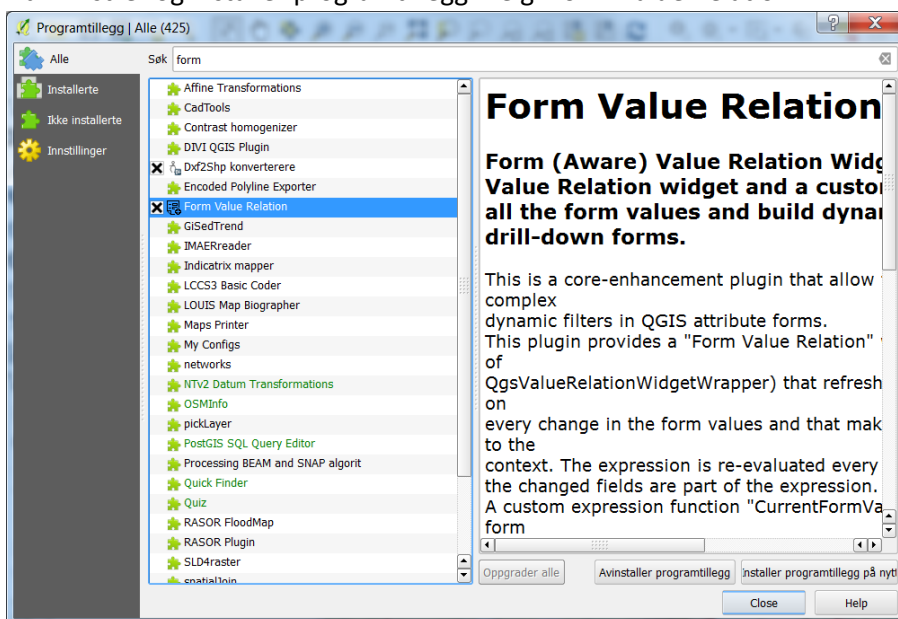 Programtillegg | Alle (425)
Alle
Installerte
Ikke installerte
Innstillinger
Søk form
Affine Transformations
CadTools
Contrast homogenizer
DIVI QGIS Plugin
Dxf2Shp konverterere
Encoded Polyline Exporter
Form Value Relation
GiSedTrend
IMAERreader
Indicatrix mapper
LCCS3 Basic Coder
LOUIS Map Biographer
Maps Printer
My Configs
networks
NTv2 Datum Transformations
OSMInfo
pickLayer
PostGIS SQL Query Editor
Processing BEAM and SNAP algorit
Quick Finder
Quiz
RASOR FloodMap
RASOR Plugin
SLD4raster
spatialJoin
Form Value Relation
Form (Aware) Value Relation Widg
Value Relation widget and a custo
all the form values and build dyna
drill-down forms.
This is a core-enhancement plugin that allow
complex
dynamic filters in QGIS attribute forms.
This plugin provides a "Form Value Relation"
of
QgsValueRelationWidgetWrapper) that refresh
on
every change in the form values and that mak
to the
context. The expression is re-evaluated every
the changed fields are part of the expression.
A custom expression function "CurrentFormVa
form
Oppgrader alle
Avinstaller programtillegg
nstaller programtillegg på nytt
Close
Help